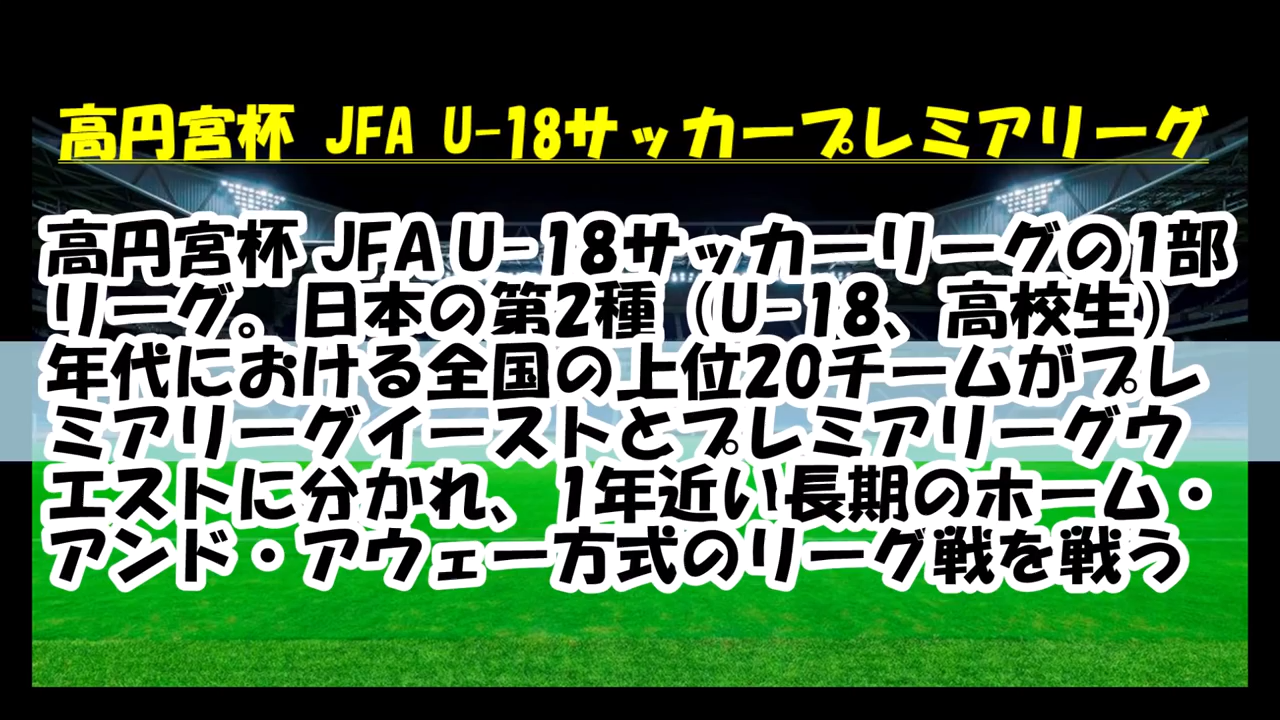 高円宮杯 JFA U-18サッカープレミアリーグ
高円宮杯 JFA U-18サッカーリーグの1部
リーグ。日本の第2種（U-18、高校生）
年代における全国の上位20チームがプレ
ミアリーグイーストとプレミアリーグウ
エストに分かれ、1年近い長期のホーム・
アンド・アウェー方式のリーグ戦を戦う